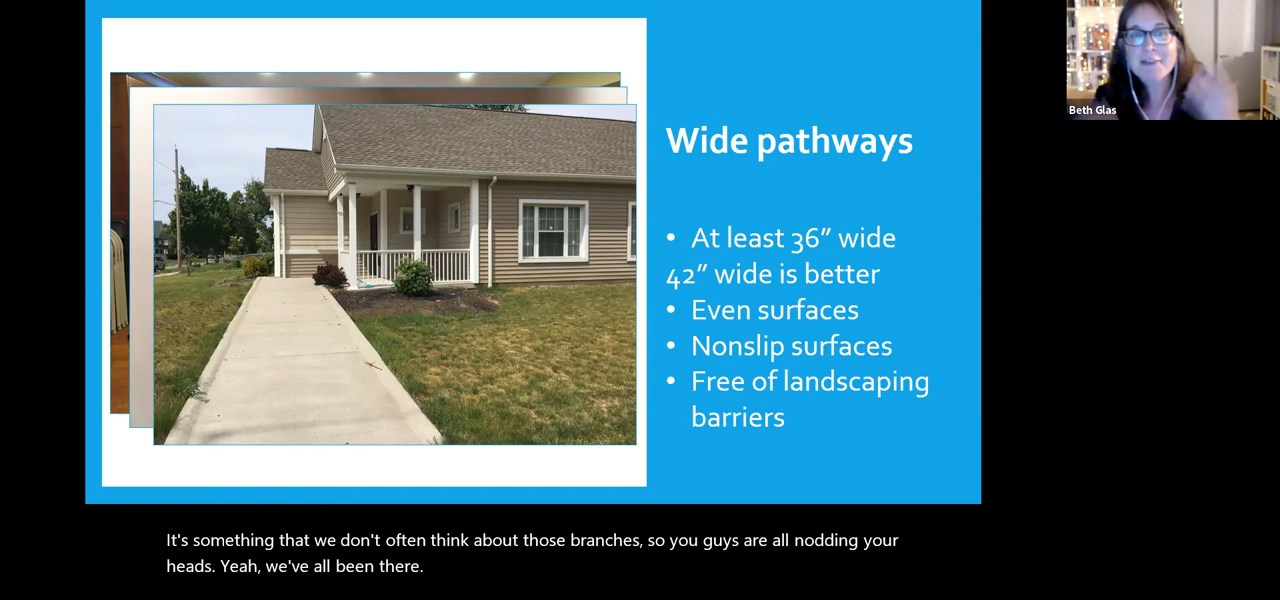 Beth Glas
Wide pathways
• At least 36” wide
42” wide is better
• Even surfaces
• Nonslip surfaces
• Free of landscaping
barriers
It's something that we don't often think about those branches, so you guys are all nodding your
heads. Yeah, we've all been there.